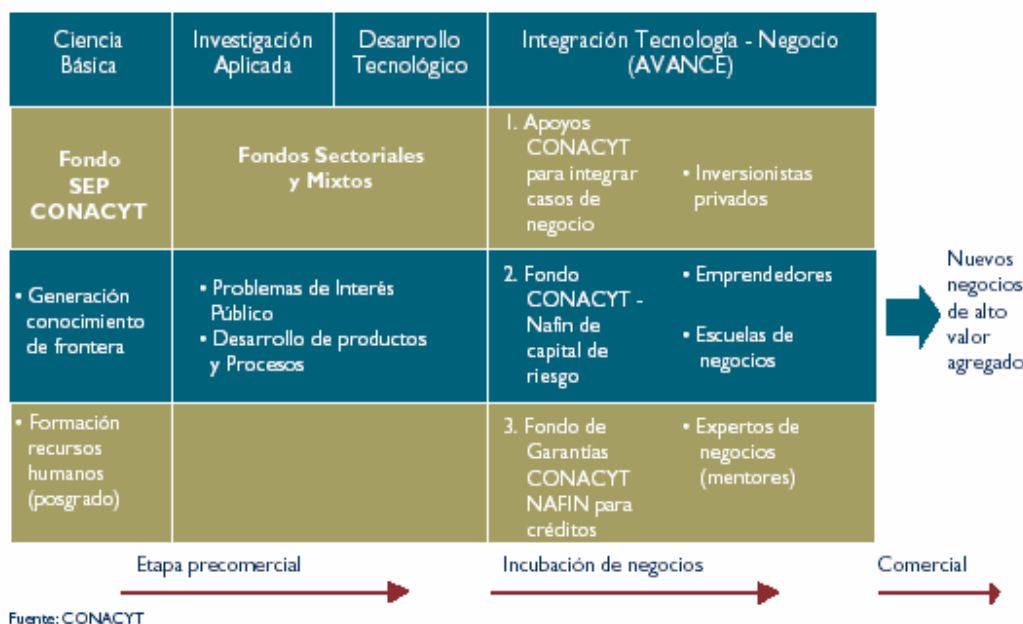 Ciencia
Básica
Investigación
Aplicada
Desarrollo
Tecnológico
Integración Tecnología - Negocio
(AVANCE)
Fondo
SEP
CONACYT
Fondos Sectoriales
y Mixtos
1. Apoyos
CONACYT
para integrar
casos de
negocio
• Inversionistas
privados
• Generación
conocimiento
de frontera
• Problemas de Interés
Público
• Desarrollo de productos
y Procesos
2. Fondo
CONACYT -
Nafin de
capital de
riesgo
• Emprendedores
• Escuelas de
negocios
Nuevos
negocios
de alto
valor
agregado
• Formación
recursos
humanos
(posgrado)
3. Fondo de
Garantías
CONACYT
NAFIN para
créditos
• Expertos de
negocios
(mentores)
Etapa precomercial
Incubación de negocios
Comercial
Fuente: CONACYT